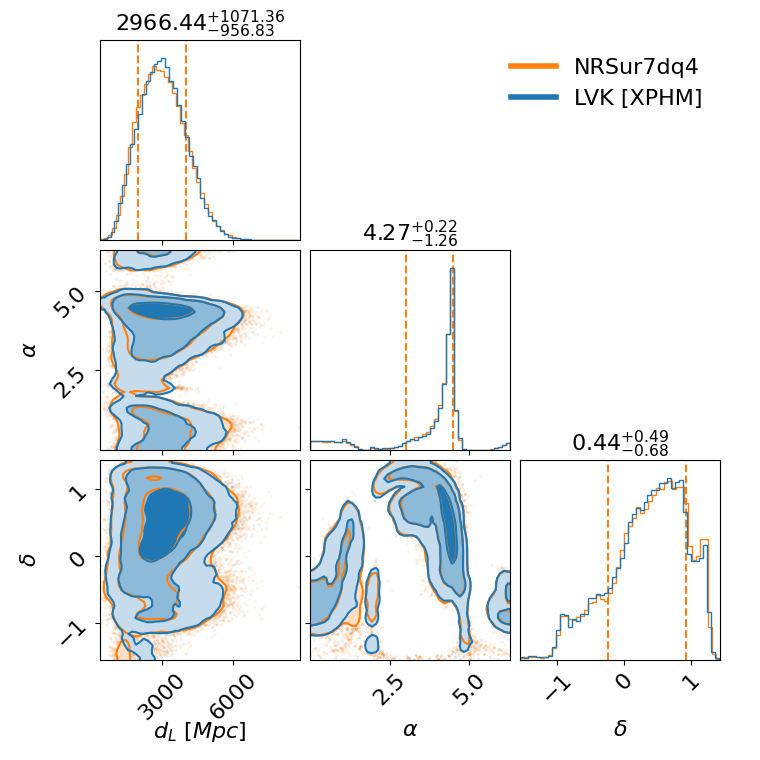 2966.44+1071.36−956.83
NRSur7dq4
LVK [XPHM]
4.27+0.22−1.26
5.0
2.5
α
0.44+0.49−0.68
1
0
−1
δ
3000 6000
2.5 5.0
−1 0 1
dL [Mpc]
α
δ